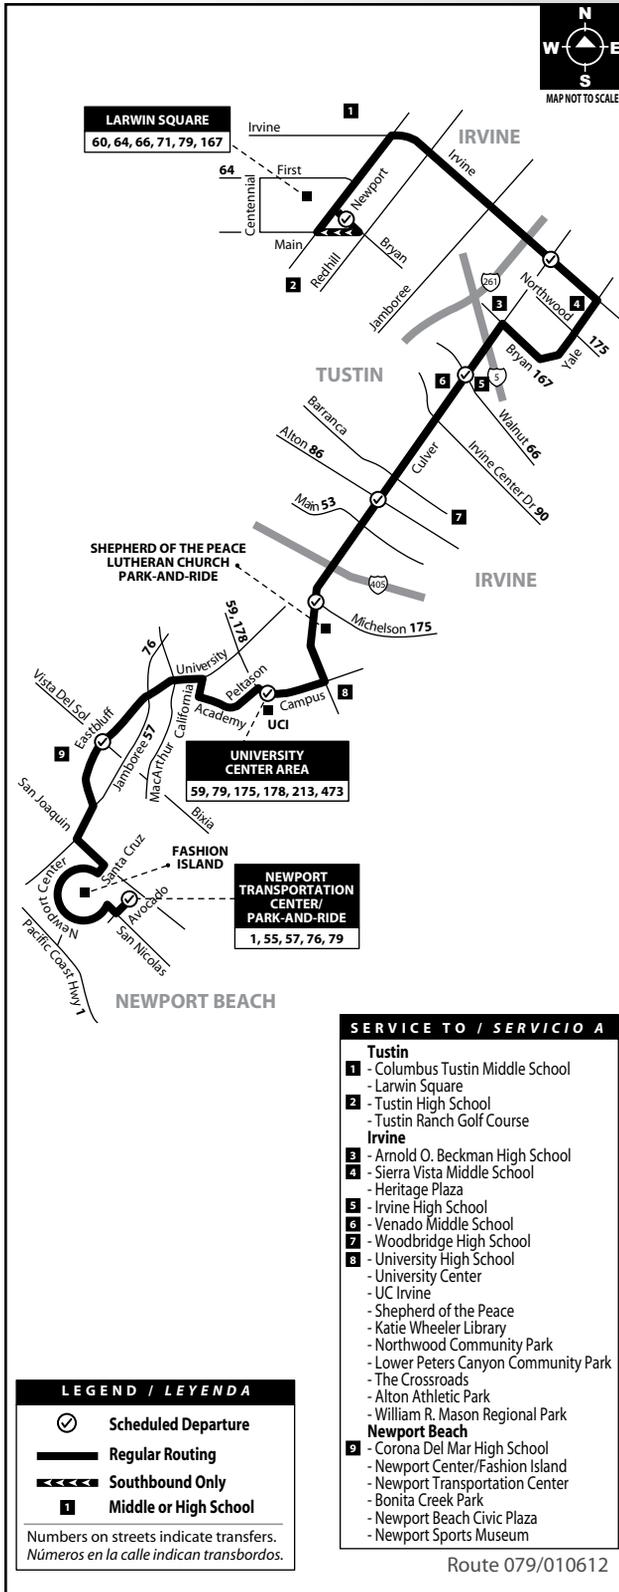 N
W E
S
MAP NOT TO SCALE
LARWIN SQUARE
60, 64, 66, 71, 79, 167
1
Irvine
IRVINE
Irvine
64
First
Centennial
Newport
Main
Bryan
Redhill
2
Jamboree
261
Northwood
3
4
175
Bryan 167
Yale
TUSTIN
6
5
5
Walnut 66
Barranca
Alton 86
Culver
Irvine Center Dr 90
Main 53
7
SHEPHERD OF THE PEACE
LUTHERAN CHURCH
PARK-AND-RIDE
405
IRVINE
Michelson 175
59, 178
76
University
Peltason
Vista Del Sol
California
Academy
Campus
8
UCI
Eastbluff
9
Jamboree 57
MacArthur
UNIVERSITY
CENTER AREA
59, 79, 175, 178, 213, 473
San Joaquin
Bixia
Santa Cruz
FASHION
ISLAND
Newport Center
Avocado
NEWPORT
TRANSPORTATION
CENTER/
PARK-AND-RIDE
1, 55, 57, 76, 79
San Nicolas
Pacific Coast Hwy 1
NEWPORT BEACH
SERVICE TO / SERVICIO A
Tustin
1 - Columbus Tustin Middle School
- Larwin Square
2 - Tustin High School
- Tustin Ranch Golf Course
Irvine
3 - Arnold O. Beckman High School
4 - Sierra Vista Middle School
- Heritage Plaza
5 - Irvine High School
6 - Venado Middle School
7 - Woodbridge High School
8 - University High School
- University Center
- UC Irvine
- Shepherd of the Peace
- Katie Wheeler Library
- Northwood Community Park
- Lower Peters Canyon Community Park
- The Crossroads
- Alton Athletic Park
- William R. Mason Regional Park
Newport Beach
9 - Corona Del Mar High School
- Newport Center/Fashion Island
- Newport Transportation Center
- Bonita Creek Park
- Newport Beach Civic Plaza
- Newport Sports Museum
LEGEND / LEYENDA
Scheduled Departure
Regular Routing
Southbound Only
1 Middle or High School
Numbers on streets indicate transfers.
Números en la calle indican transbordos.
Route 079/010612